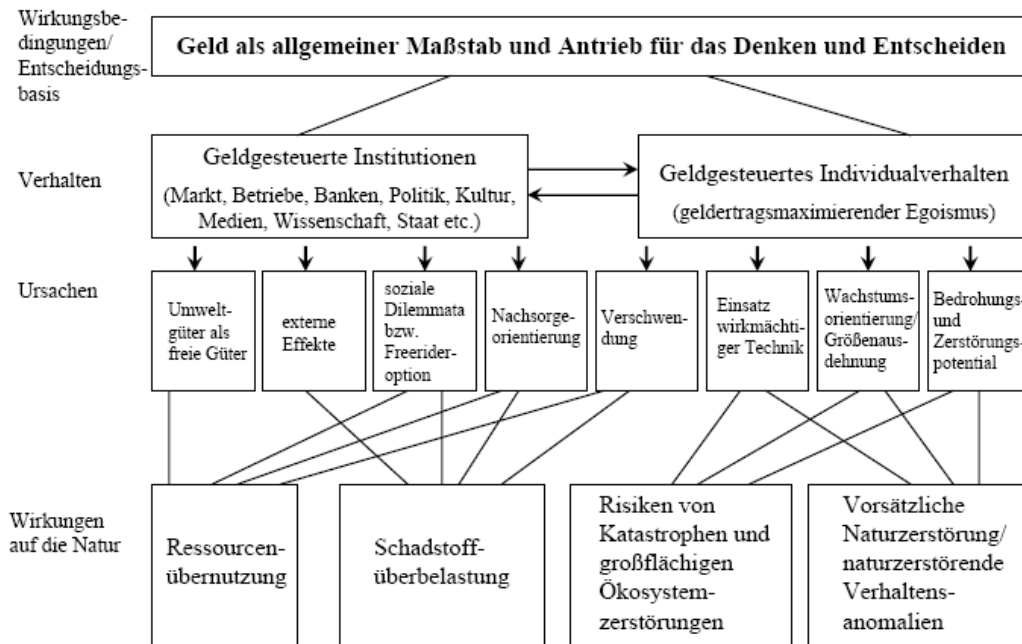 Wirkungsbe-
dingungen/
Entscheidungs-
basis
Geld als allgemeiner Maßstab und Antrieb für das Denken und Entscheiden
Verhalten
Geldgesteuerte Institutionen
(Markt, Betriebe, Banken, Politik, Kultur,
Medien, Wissenschaft, Staat etc.)
Geldgesteuertes Individualverhalten
(geldertragsmaximierender Egoismus)
Ursachen
Umwelt-
güter als
freie Güter
externe
Effekte
soziale
Dilemmata
bzw.
Freerider-
option
Nachsorge-
orientierung
Verschwen-
dung
Einsatz
wirkmächti-
ger Technik
Wachstums-
orientierung/
Größenaus-
dehnung
Bedrohungs-
und
Zerstörungs-
potential
Wirkungen
auf die Natur
Ressourcen-
übernutzung
Schadstoff-
überbelastung
Risiken von
Katastrophen und
großflächigen
Ökosystem-
zerstörungen
Vorsätzliche
Naturzerstörung/
naturzerstörende
Verhaltens-
anomalien